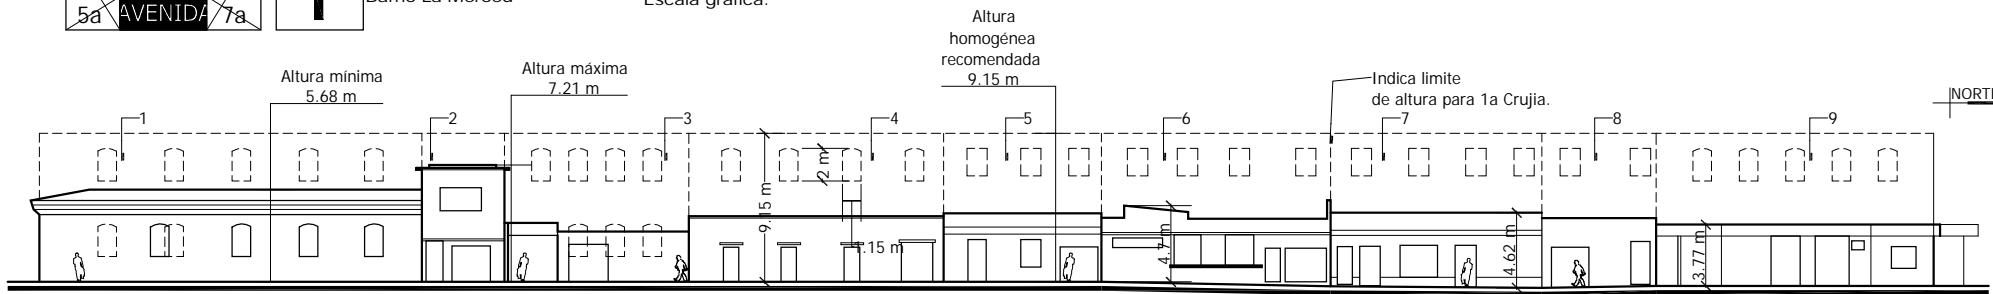 5a AVENIDA 7a
Barrio La Merced
Escala gráfica:
Altura
homogénea
recomendada
9.15 m
Altura mínima
5.68 m
Altura máxima
7.21 m
Indica limite
de altura para 1a Crujia.
NORTE
1 2 3 4 5 6 7 8 9
2 m
9.15 m
1.15 m
4.7 m
4.62 m
3.77 m